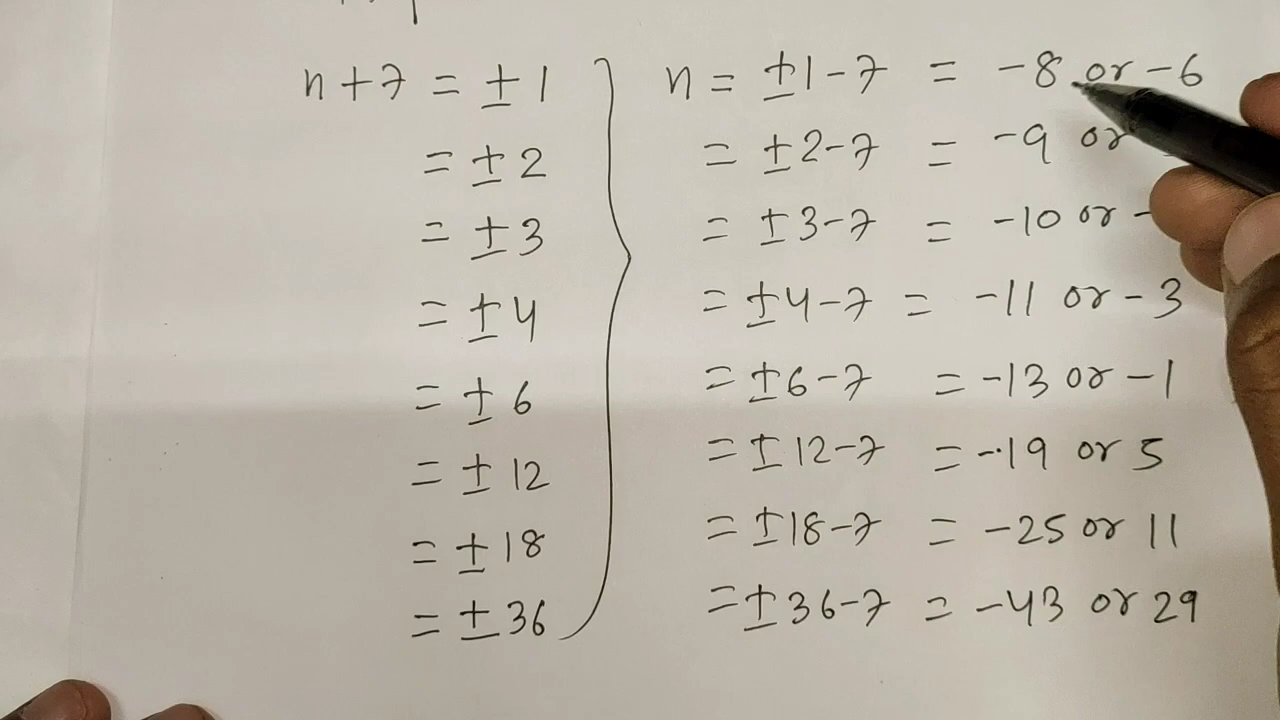 n + 7 = ± 1
= ± 2
= ± 3
= ± 4
= ± 6
= ± 12
= ± 18
= ± 36
n = ± 1 - 7 = - 8 or - 6
= ± 2 - 7 = - 9 or
= ± 3 - 7 = - 10 or -
= ± 4 - 7 = - 11 or - 3
= ± 6 - 7 = - 13 or - 1
= ± 12 - 7 = - 19 or 5
= ± 18 - 7 = - 25 or 11
= ± 36 - 7 = - 43 or 29